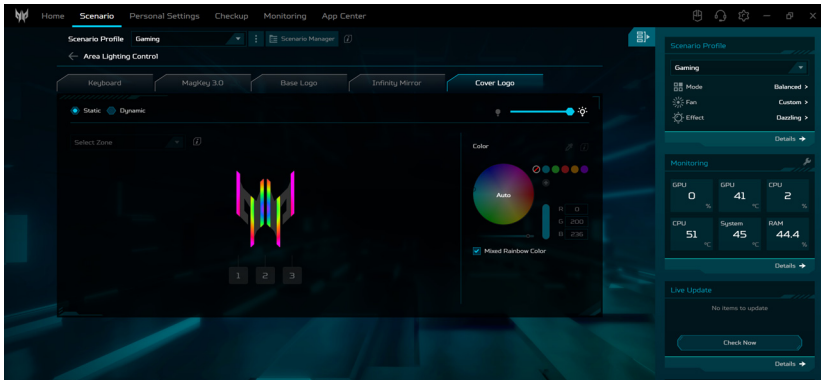 Home Scenario Personal Settings Checkup Monitoring App Center
Scenario Profile Gaming Scenario Manager
Area Lighting Control
Keyboard MagKey 3.0 Base Logo Infinity Mirror Cover Logo
Static Dynamic
Select Zone
Color
Auto
R 0
G 200
B 236
Mixed Rainbow Color
1 2 3
Scenario Profile
Gaming
Mode Balanced >
Fan Custom >
Effect Dazzling >
Details →
Monitoring
GPU 0 %
GPU 41 °C
CPU 2 %
CPU 51 °C
System 45 °C
RAM 44.4 %
Details →
Live Update
No items to update
Check Now
Details →